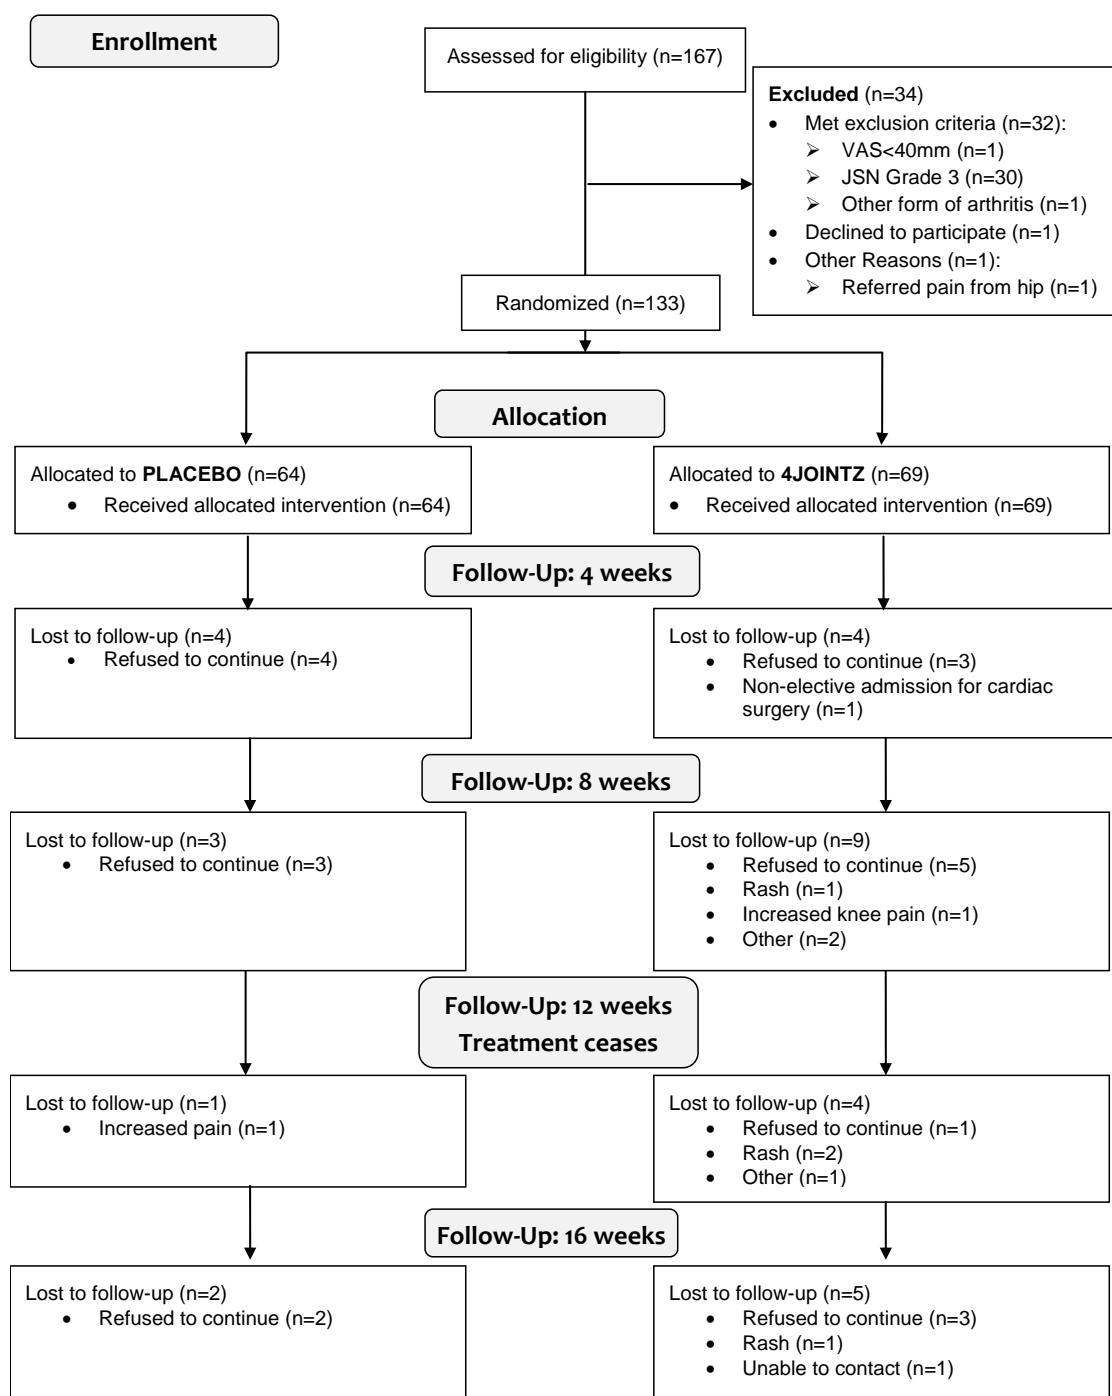 Enrollment
Assessed for eligibility (n=167)
Excluded (n=34)
• Met exclusion criteria (n=32):
➢ VAS<40mm (n=1)
➢ JSN Grade 3 (n=30)
➢ Other form of arthritis (n=1)
• Declined to participate (n=1)
• Other Reasons (n=1):
➢ Referred pain from hip (n=1)
Randomized (n=133)
Allocation
Allocated to PLACEBO (n=64)
• Received allocated intervention (n=64)
Allocated to 4JOINTZ (n=69)
• Received allocated intervention (n=69)
Follow-Up: 4 weeks
Lost to follow-up (n=4)
• Refused to continue (n=4)
Lost to follow-up (n=4)
• Refused to continue (n=3)
• Non-elective admission for cardiac
surgery (n=1)
Follow-Up: 8 weeks
Lost to follow-up (n=3)
• Refused to continue (n=3)
Lost to follow-up (n=9)
• Refused to continue (n=5)
• Rash (n=1)
• Increased knee pain (n=1)
• Other (n=2)
Follow-Up: 12 weeks
Treatment ceases
Lost to follow-up (n=1)
• Increased pain (n=1)
Lost to follow-up (n=4)
• Refused to continue (n=1)
• Rash (n=2)
• Other (n=1)
Follow-Up: 16 weeks
Lost to follow-up (n=2)
• Refused to continue (n=2)
Lost to follow-up (n=5)
• Refused to continue (n=3)
• Rash (n=1)
• Unable to contact (n=1)